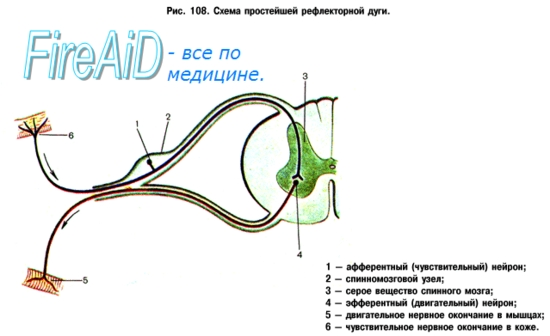 Рис. 108. Схема простейшей рефлекторной дуги.
FireAiD
- все по
медицине.
1
2
3
6
4
5
1 — афферентный (чувствительный) нейрон;
2 — спинномозговой узел;
3 — серое вещество спинного мозга;
4 — эфферентный (двигательный) нейрон;
5 — двигательное нервное окончание в мышцах;
6 — чувствительное нервное окончание в коже.